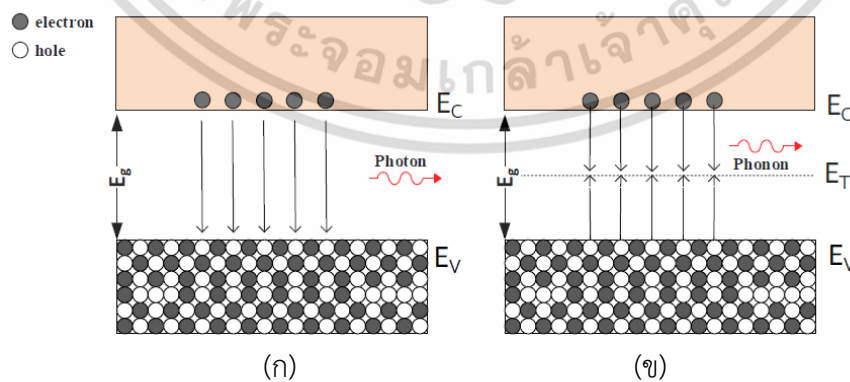 electron
hole
พระจอมเกล้าเจ้าคุ
E_C
E_g
Photon
E_V
(ก)
E_C
E_g
Phonon
E_T
E_V
(ข)